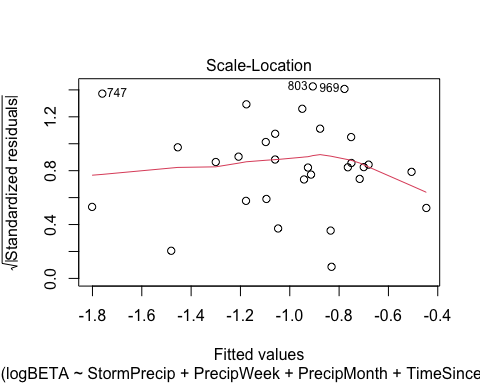 Scale-Location
747
803
969
√|Standardized residuals|
0.0 0.4 0.8 1.2
-1.8 -1.6 -1.4 -1.2 -1.0 -0.8 -0.6 -0.4
Fitted values
(logBETA ~ StormPrecip + PrecipWeek + PrecipMonth + TimeSince